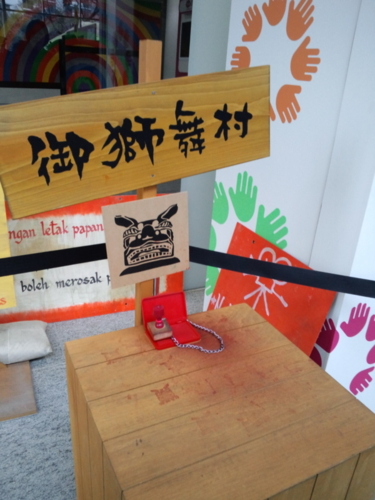 御獅舞村
ngan letak papan
boleh merosak p
s